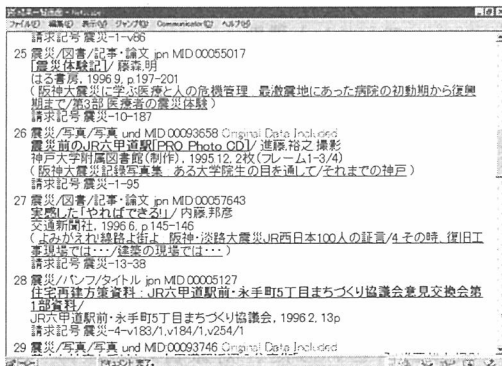 ファイル(F) 編集(E) 表示(V) ジャンプ(G) Communicator(C) ヘルプ(H)
請求記号 震災-1-v86
25 震災/図書/記事・論文 jpn MID:00055017
[震災体験記]/ 藤森,明
はる書房, 1996.9, p.197-201
( 阪神大震災に学ぶ医療と人の危機管理 最激震地にあった病院の初動期から復興
期まで/第3部 医療者の震災体験 )
請求記号 震災-10-187
26 震災/写真/写真 und MID:00093658 Original Data Included
震災前のJR六甲道駅[PRO Photo CD]/ 進藤,裕之 撮影
神戸大学附属図書館(制作), 1995.12, 2枚(フレーム1-3/4)
( 阪神大震災記録写真集 ある大学院生の目を通して/それまでの神戸 )
請求記号 震災-1-95
27 震災/図書/記事・論文 jpn MID:00057643
実感した「やればできる!」/ 内藤,邦彦
交通新聞社, 1996.6, p.145-146
( よみがえれ!線路よ街よ 阪神・淡路大震災JR西日本100人の証言/4 その時、復旧工
事現場では・・・/建築の現場では・・・ )
請求記号 震災-13-38
28 震災/パンフ/タイトル jpn MID:00005127
住宅再建方策資料 : JR六甲道駅前・永手町5丁目まちづくり協議会意見交換会第
1部資料/
JR六甲道駅前・永手町5丁目まちづくり協議会, 1996.2, 13p
請求記号 震災-4-v183/1,v184/1,v254/1
29 震災/写真/写真 und MID:00093746 Original Data Included
ドキュメント:完了。